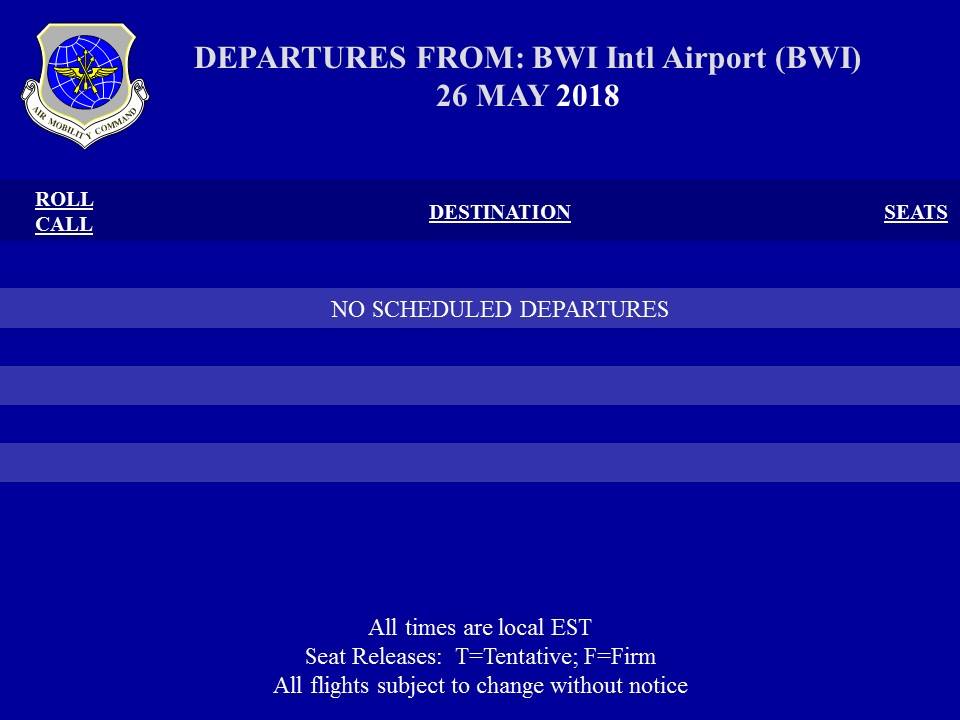 AIR MOBILITY COMMAND
DEPARTURES FROM: BWI Intl Airport (BWI)
26 MAY 2018
ROLL
CALL
DESTINATION
SEATS
NO SCHEDULED DEPARTURES
All times are local EST
Seat Releases:  T=Tentative; F=Firm
All flights subject to change without notice